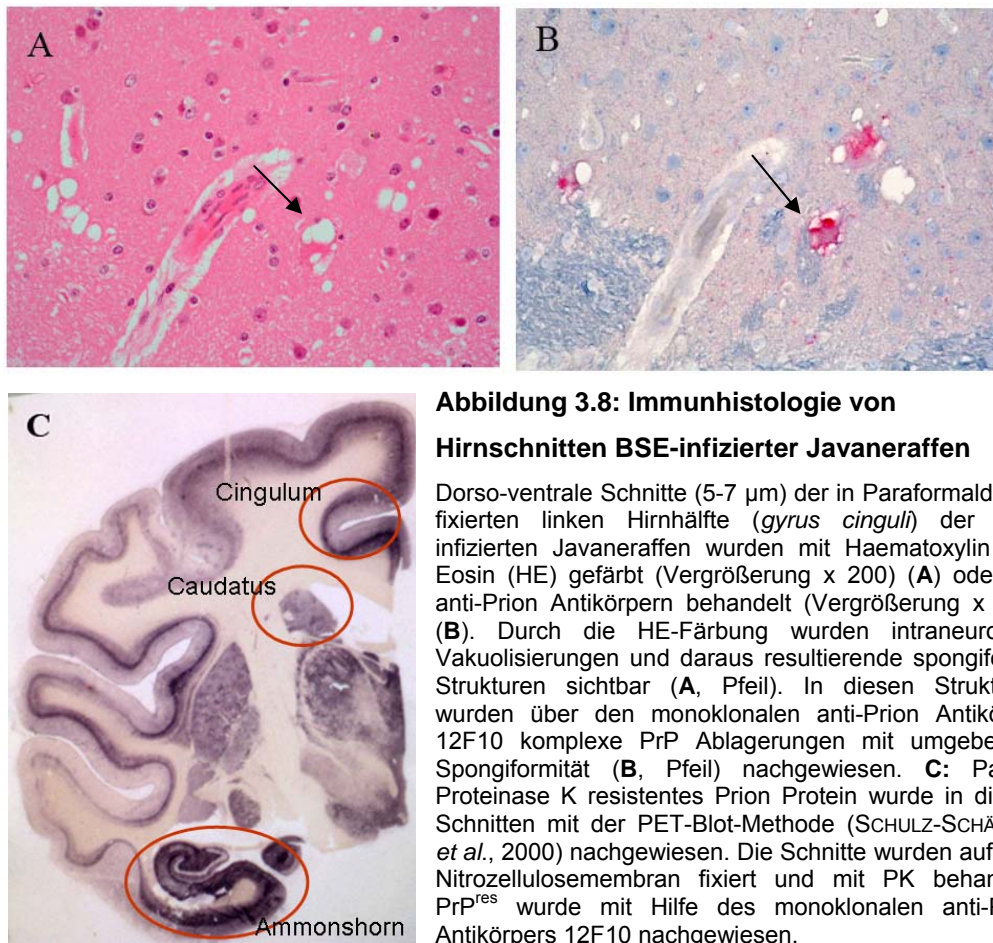 A
B
C
Cingulum
Caudatus
Ammonshorn
Abbildung 3.8: Immunhistologie von
Hirnschnitten BSE-infizierter Javaneraffen
Dorso-ventrale Schnitte (5-7 µm) der in Paraformald
fixierten linken Hirnhälfte (gyrus cinguli) der
infizierten Javaneraffen wurden mit Haematoxylin
Eosin (HE) gefärbt (Vergrößerung x 200) (A) ode
anti-Prion Antikörpern behandelt (Vergrößerung x
(B). Durch die HE-Färbung wurden intraneuro
Vakuolisierungen und daraus resultierende spongifo
Strukturen sichtbar (A, Pfeil). In diesen Strukt
wurden über den monoklonalen anti-Prion Antikö
12F10 komplexe PrP Ablagerungen mit umgebe
Spongiformität (B, Pfeil) nachgewiesen. C: Pa
Proteinase K resistentes Prion Protein wurde in di
Schnitten mit der PET-Blot-Methode (SCHULZ-SCHÄ
et al., 2000) nachgewiesen. Die Schnitte wurden auf
Nitrozellulosemembran fixiert und mit PK behan
PrPres wurde mit Hilfe des monoklonalen anti-P
Antikörpers 12F10 nachgewiesen.